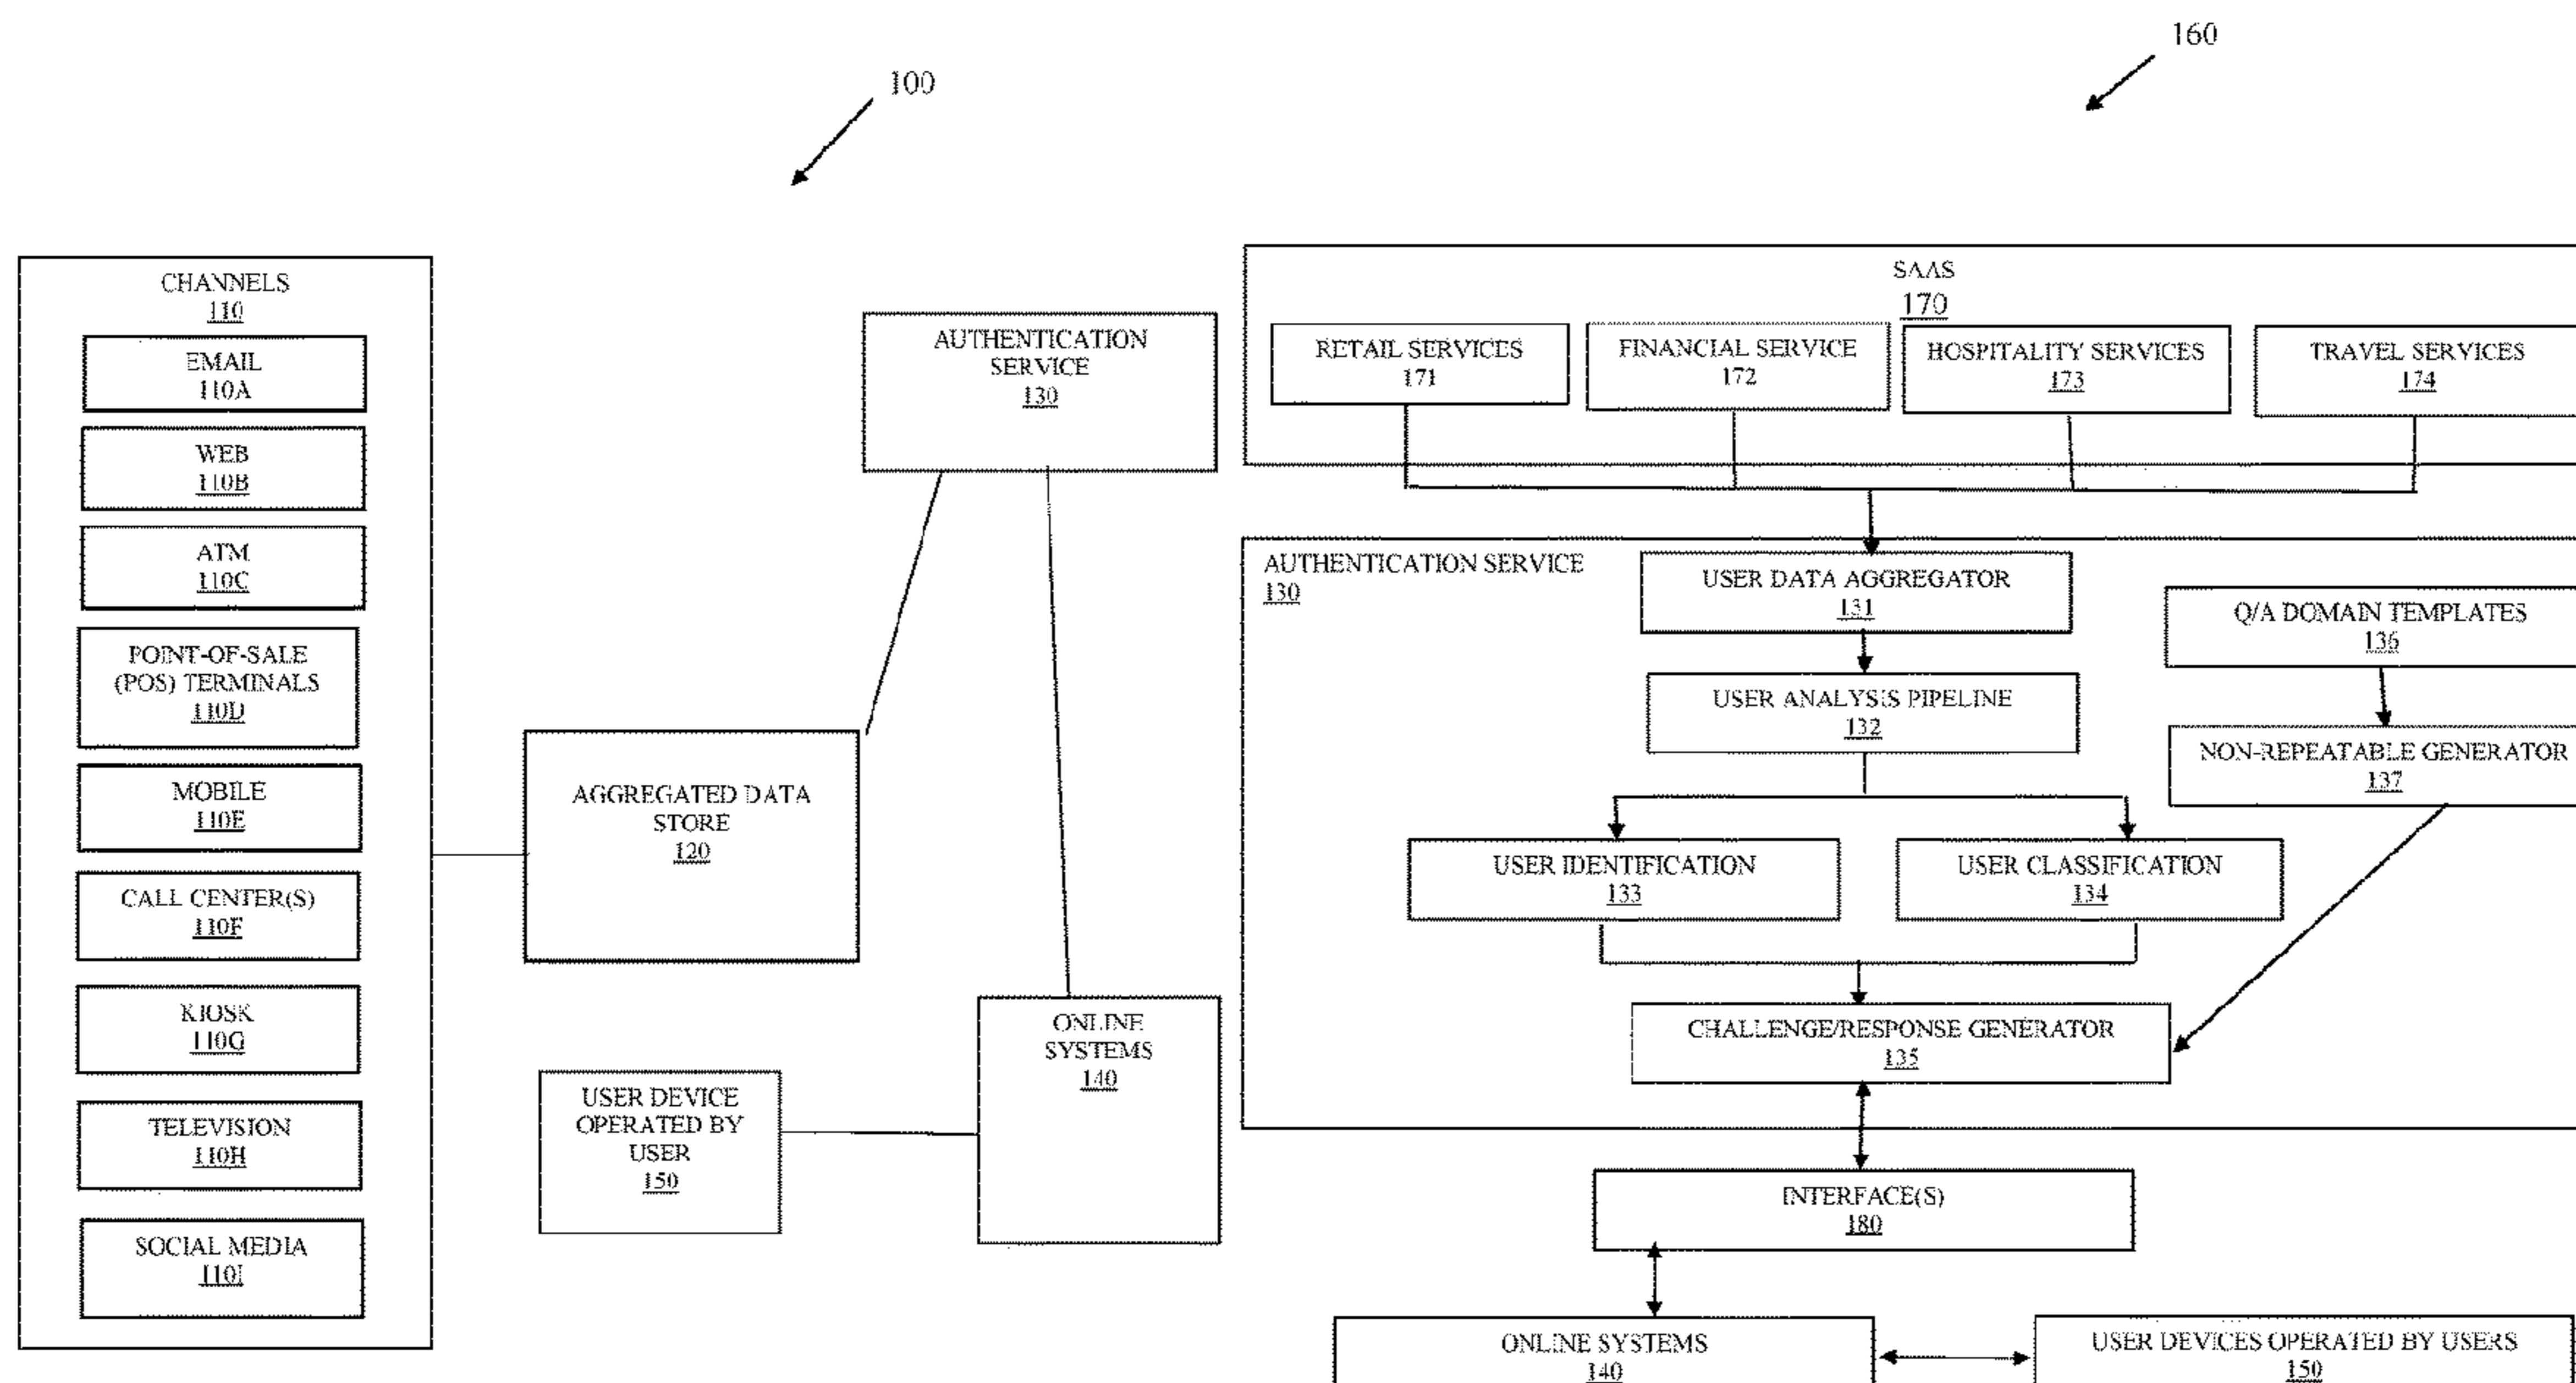 100
CHANNELS
110
EMAIL
110A
WEB
110B
ATM
110C
POINT-OF-SALE
(POS) TERMINALS
110D
MOBILE
110E
CALL CENTER(S)
110F
KIOSK
110G
TELEVISION
110H
SOCIAL MEDIA
110I
AUTHENTICATION
SERVICE
130
AGGREGATED DATA
STORE
120
ONLINE
SYSTEMS
140
USER DEVICE
OPERATED BY
USER
150
160
SAAS
170
RETAIL SERVICES
171
FINANCIAL SERVICE
172
HOSPITALITY SERVICES
173
TRAVEL SERVICES
174
AUTHENTICATION SERVICE
130
USER DATA AGGREGATOR
131
USER ANALYSIS PIPELINE
132
Q/A DOMAIN TEMPLATES
136
NON-REPEATABLE GENERATOR
137
USER IDENTIFICATION
133
USER CLASSIFICATION
134
CHALLENGE/RESPONSE GENERATOR
135
INTERFACE(S)
180
ONLINE SYSTEMS
140
USER DEVICES OPERATED BY USERS
150